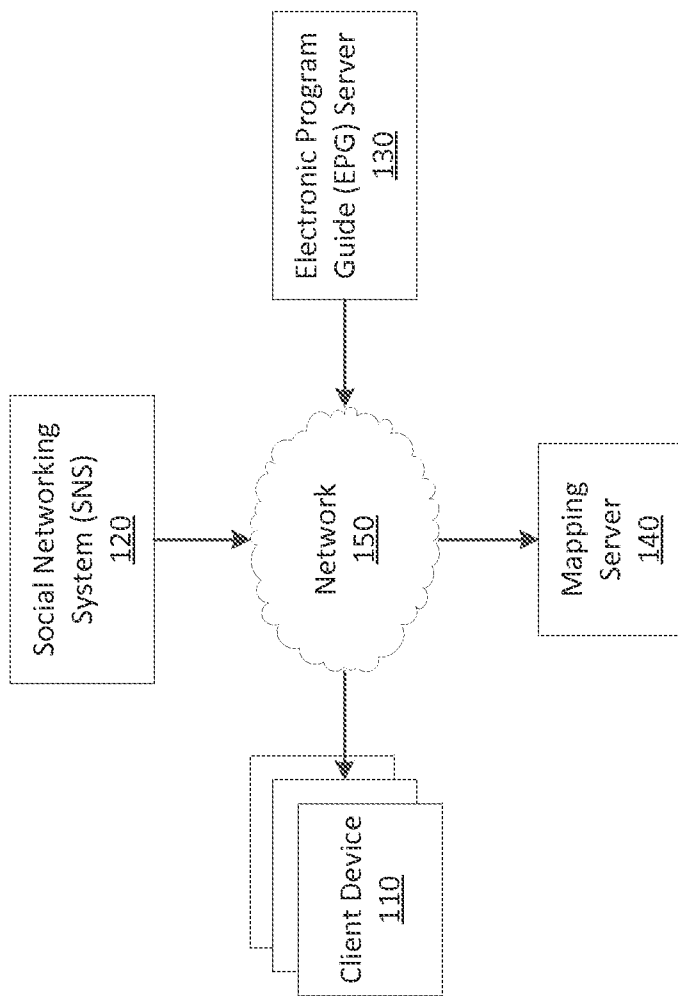 Social Networking
System (SNS)
120
Client Device
110
Network
150
Electronic Program
Guide (EPG) Server
130
Mapping
Server
140